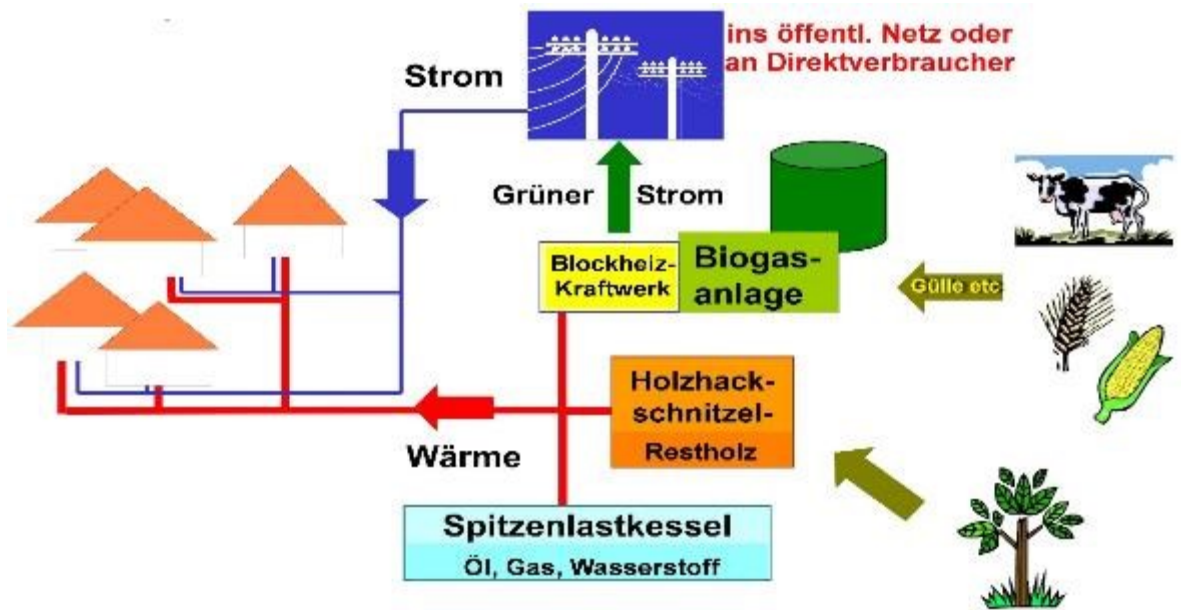 ins öffentl. Netz oder
an Direktverbraucher
Strom
Grüner Strom
Blockheiz-
Kraftwerk
Biogas-
anlage
Gülle etc
Holzhack-
schnitzel-
Restholz
Wärme
Spitzenlastkessel
Öl, Gas, Wasserstoff